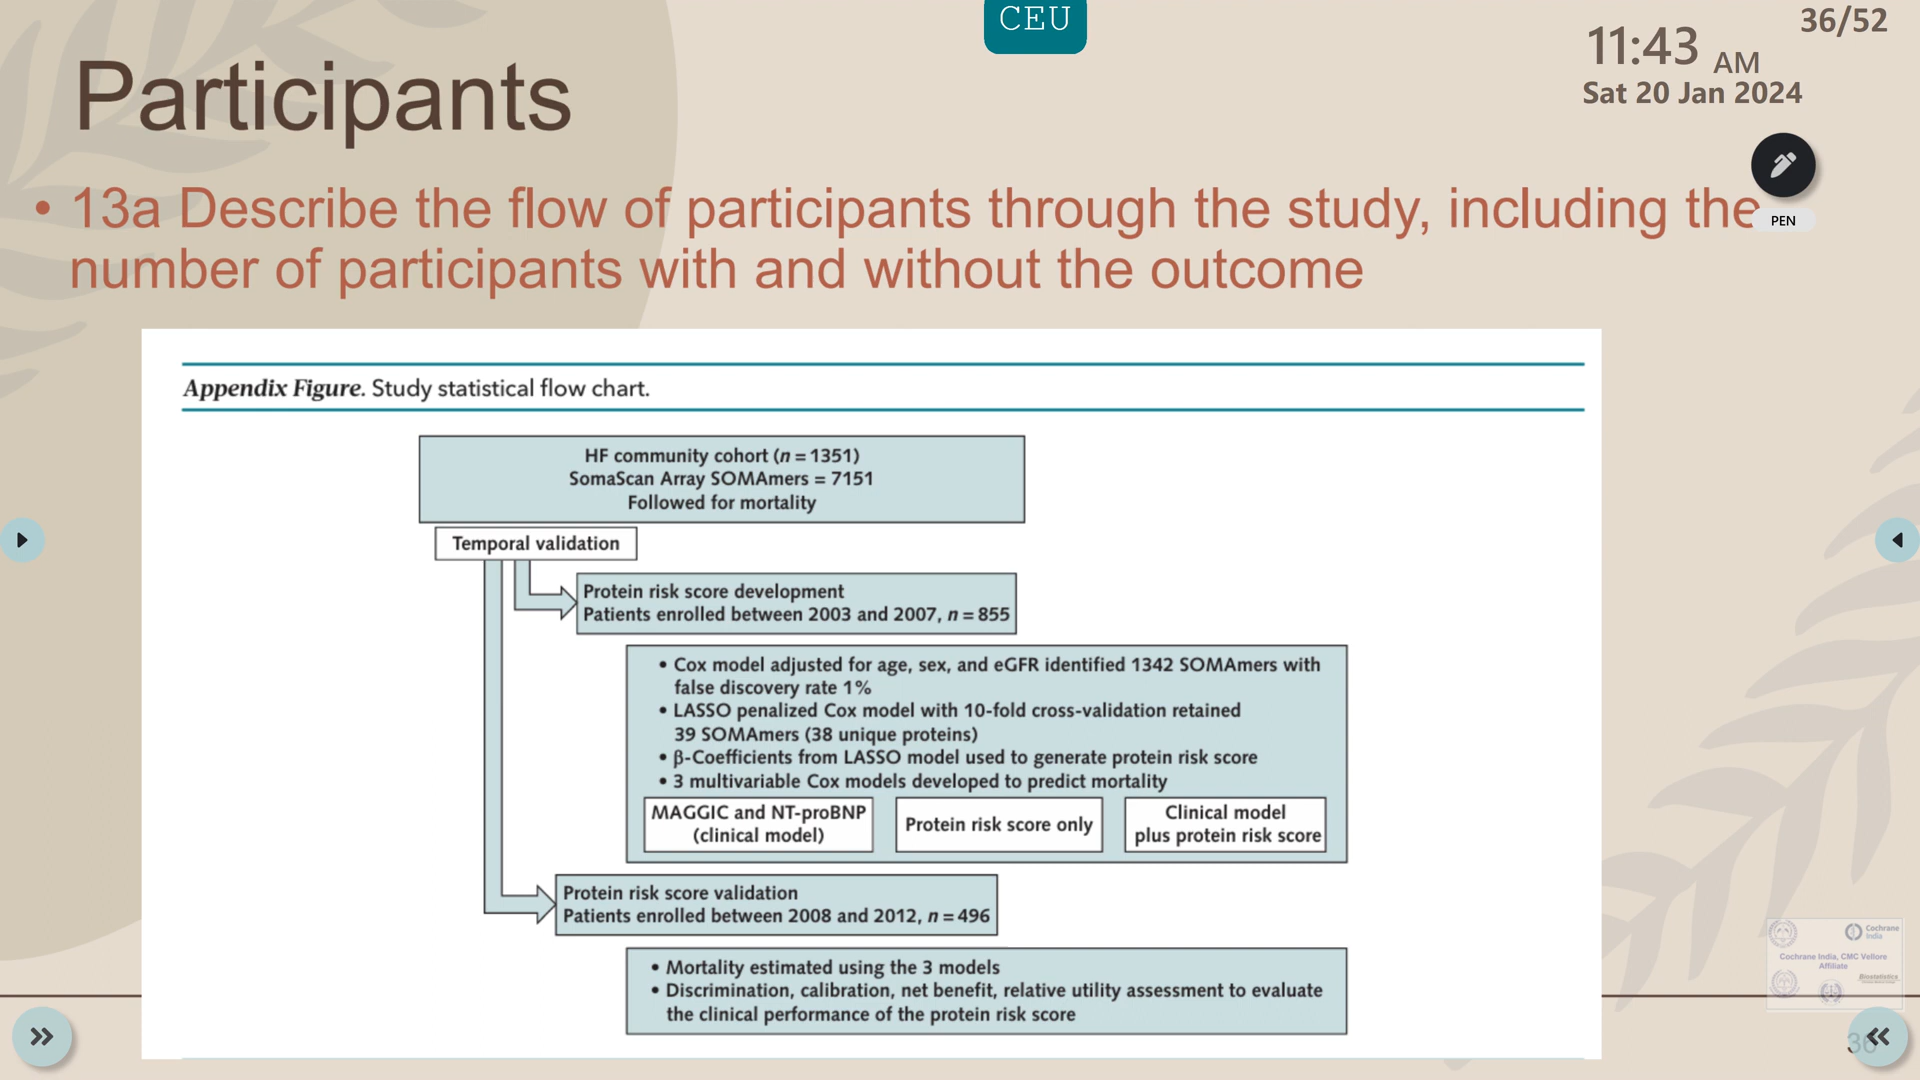 CEU
36/52
11:43 AM
Sat 20 Jan 2024
Participants
PEN
• 13a Describe the flow of participants through the study, including the
number of participants with and without the outcome
Appendix Figure. Study statistical flow chart.
HF community cohort (n = 1351)
SomaScan Array SOMAmers = 7151
Followed for mortality
Temporal validation
Protein risk score development
Patients enrolled between 2003 and 2007, n = 855
• Cox model adjusted for age, sex, and eGFR identified 1342 SOMAmers with
false discovery rate 1%
• LASSO penalized Cox model with 10-fold cross-validation retained
39 SOMAmers (38 unique proteins)
• β-Coefficients from LASSO model used to generate protein risk score
• 3 multivariable Cox models developed to predict mortality
MAGGIC and NT-proBNP
(clinical model)
Protein risk score only
Clinical model
plus protein risk score
Protein risk score validation
Patients enrolled between 2008 and 2012, n = 496
• Mortality estimated using the 3 models
• Discrimination, calibration, net benefit, relative utility assessment to evaluate
the clinical performance of the protein risk score
Cochrane
India
Cochrane India, CMC Vellore
Affiliate
Biostatistics
36